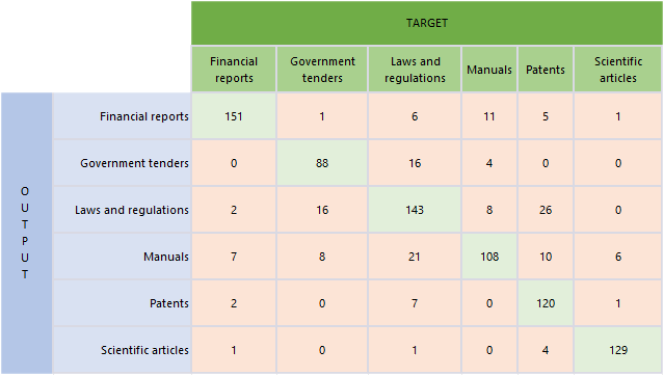 TARGET
Financial reports Government tenders Laws and regulations Manuals Patents Scientific articles
OUTPUT
Financial reports 151 1 6 11 5 1
Government tenders 0 88 16 4 0 0
Laws and regulations 2 16 143 8 26 0
Manuals 7 8 21 108 10 6
Patents 2 0 7 0 120 1
Scientific articles 1 0 1 0 4 129